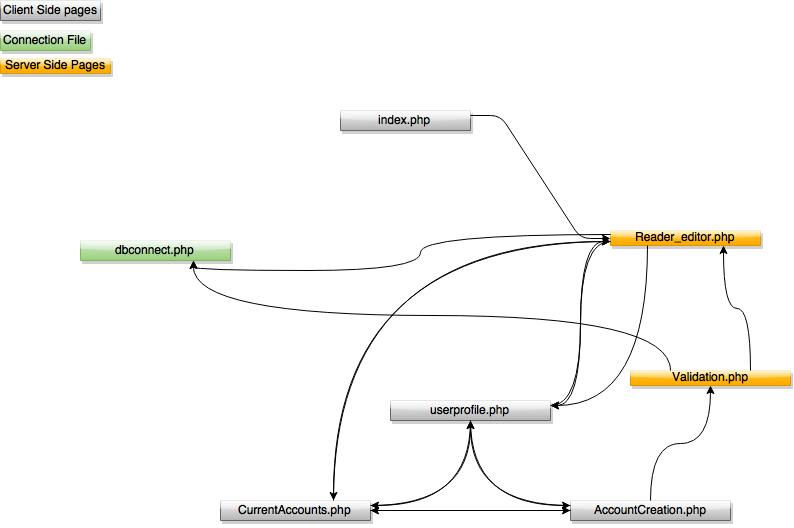 Client Side pages
Connection File
Server Side Pages
index.php
Reader_editor.php
dbconnect.php
Validation.php
userprofile.php
CurrentAccounts.php
AccountCreation.php